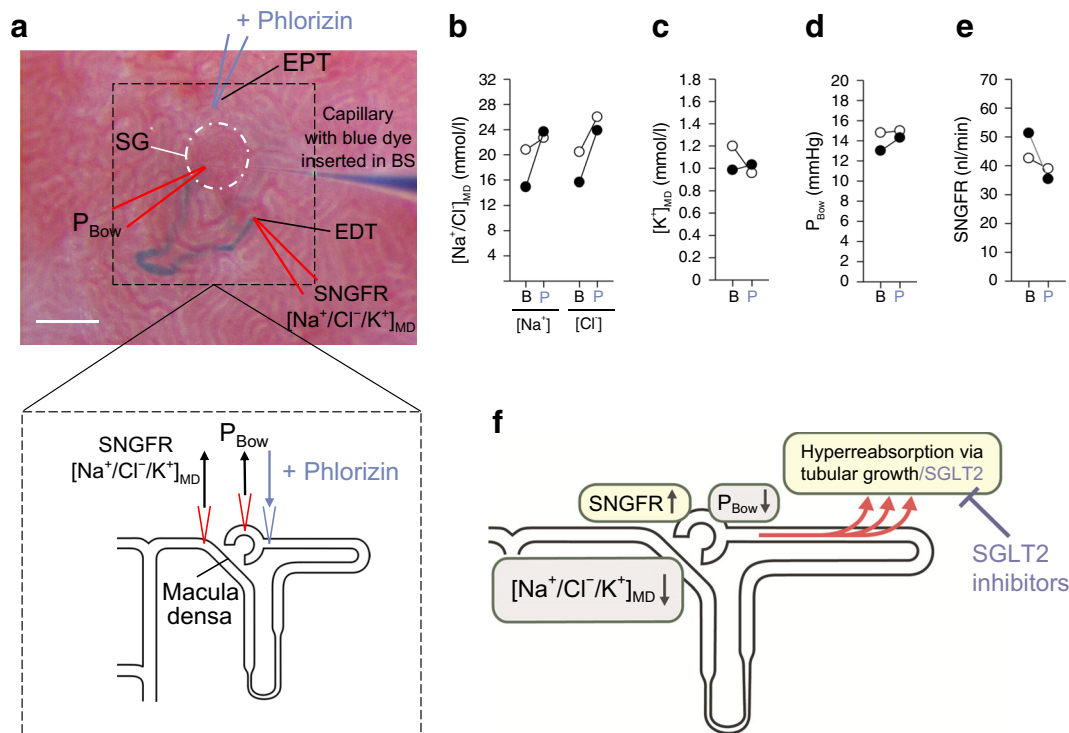 a
+ Phlorizin
EPT
SG
Capillary
with blue dye
inserted in BS
P_Bow
EDT
SNGFR
[Na⁺/Cl⁻/K⁺]_MD
SNGFR
[Na⁺/Cl⁻/K⁺]_MD
P_Bow
+ Phlorizin
Macula
densa
b
[Na⁺/Cl⁻]_MD (mmol/l)
32
28
24
20
16
12
8
4
B P B P
[Na⁺] [Cl⁻]
c
[K⁺]_MD (mmol/l)
1.8
1.6
1.4
1.2
1.0
0.8
0.6
0.4
0.2
0
B P
d
P_Bow (mmHg)
20
18
16
14
12
10
8
6
4
2
0
B P
e
SNGFR (nl/min)
70
60
50
40
30
20
10
0
B P
f
Hyperreabsorption via
tubular growth/SGLT2
SNGFR
P_Bow
[Na⁺/Cl⁻/K⁺]_MD
SGLT2
inhibitors